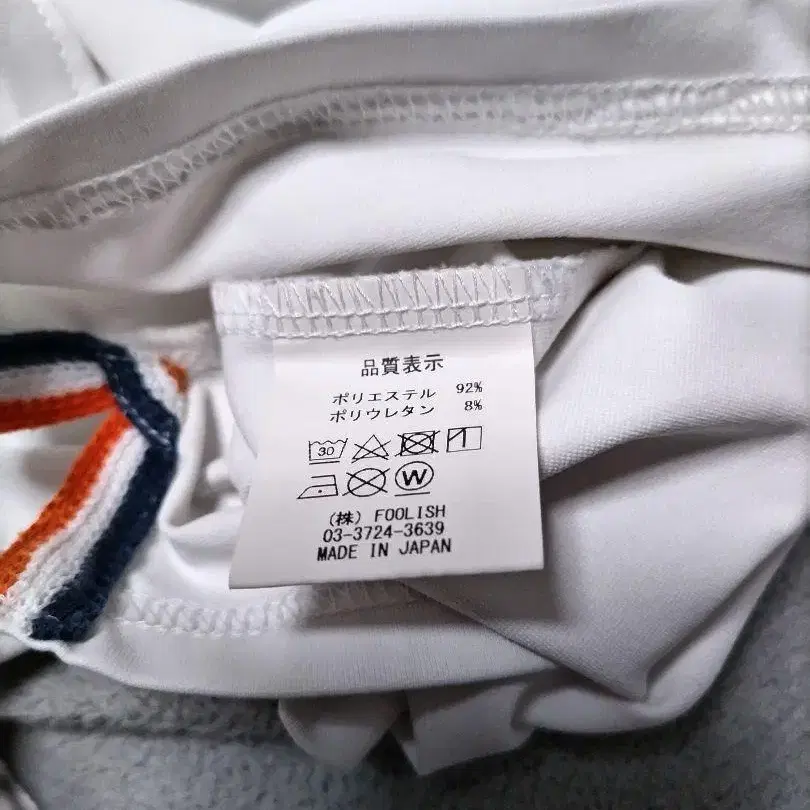 品質表示
ポリエステル 92%
ポリウレタン 8%
30
W
(株) FOOLISH
03-3724-3639
MADE IN JAPAN